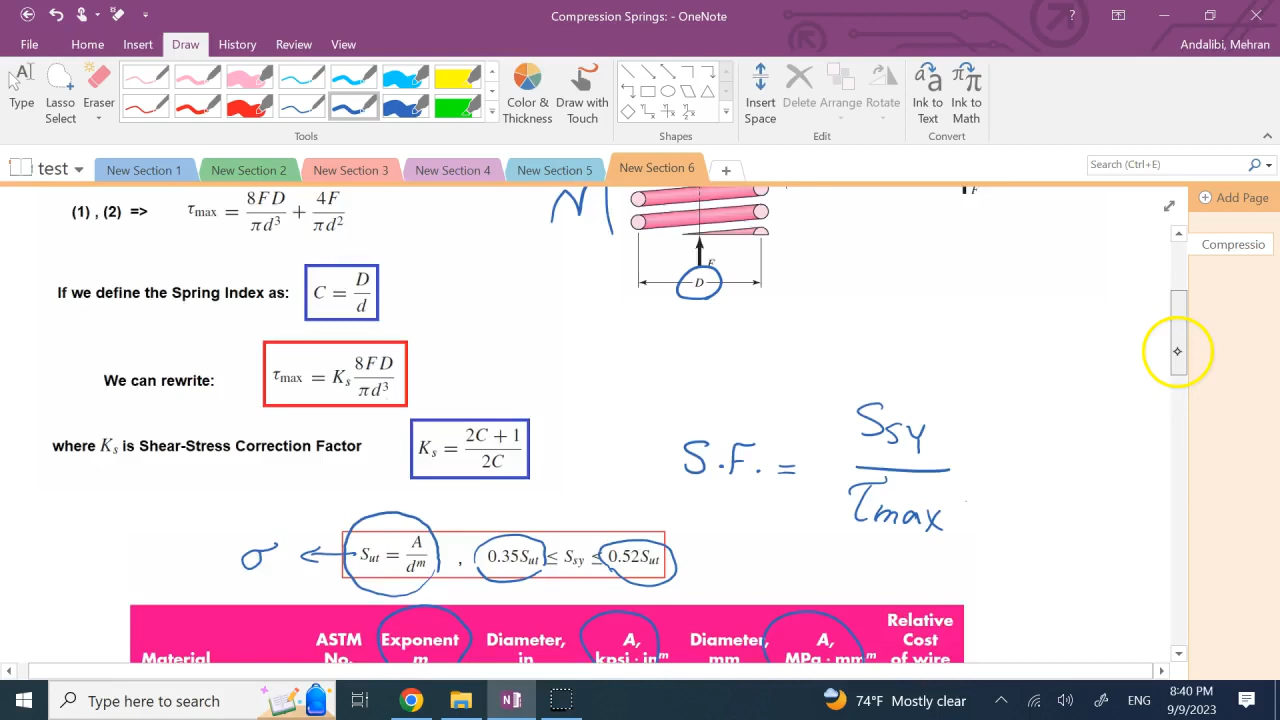 Compression Springs: - OneNote
?
File Home Insert Draw History Review View
Andalibi, Mehran
Type Lasso Select Eraser
Color & Thickness Draw with Touch
Insert Space Delete Arrange Rotate
Ink to Text Ink to Math
Tools Shapes Edit Convert
test New Section 1 New Section 2 New Section 3 New Section 4 New Section 5 New Section 6 +
Search (Ctrl+E)
Add Page
Compressio
(1) , (2) => τmax = 8FD/πd³ + 4F/πd²
F
F
D
If we define the Spring Index as: C = D/d
We can rewrite: τmax = Ks 8FD/πd³
where Ks is Shear-Stress Correction Factor Ks = (2C + 1)/2C
S.F. = Ssy/τmax
σ ← Sut = A/d^m , 0.35Sut ≤ Ssy ≤ 0.52Sut
Material ASTM No. Exponent m Diameter, in A, kpsi · in^m Diameter, mm A, MPa · mm^m Relative Cost of wire
Type here to search
74°F Mostly clear
ENG
8:40 PM
9/9/2023